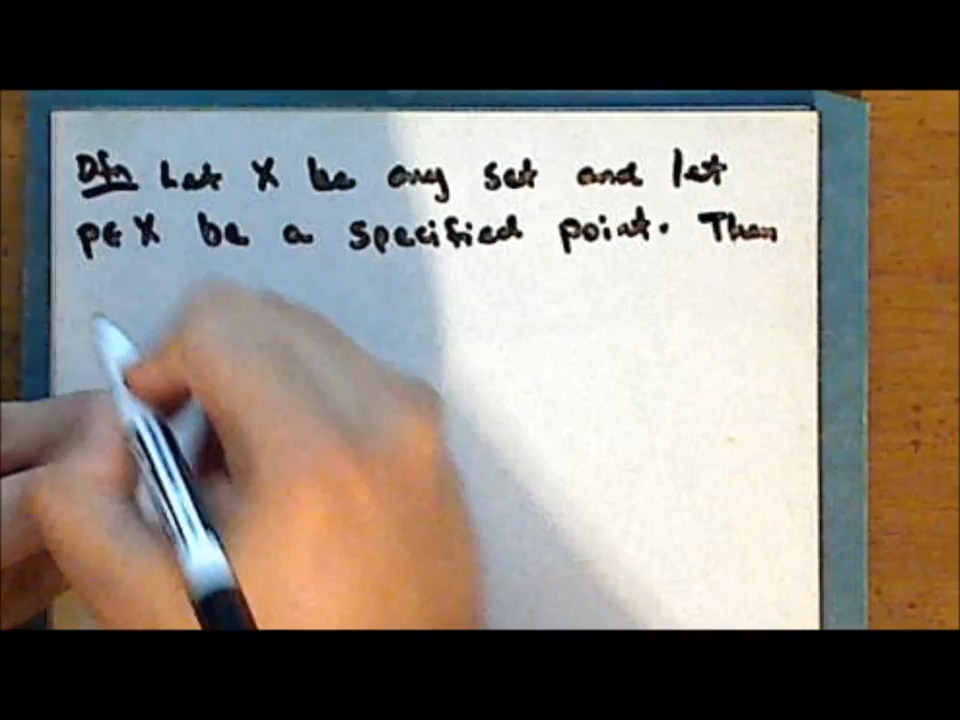 Dfn Let X be any set and let
p∈X be a specified point. Then